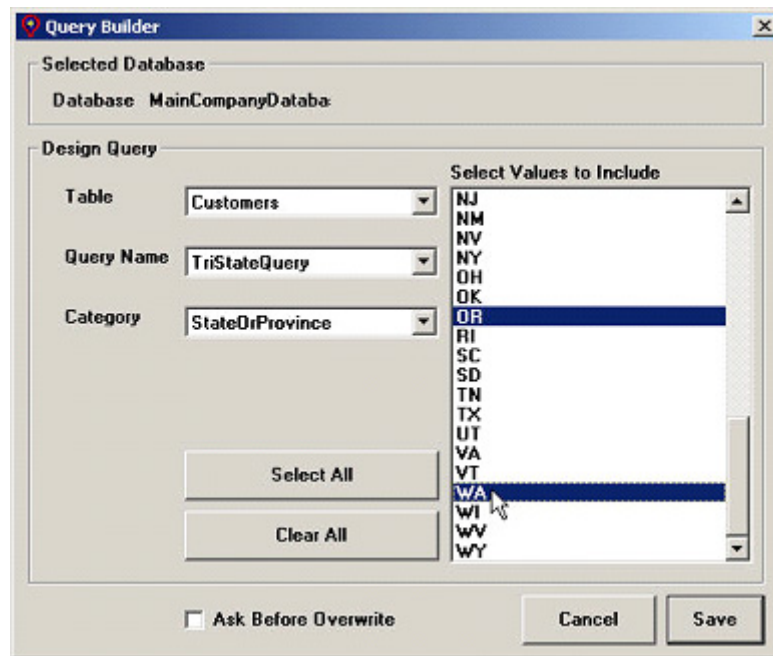 Query Builder
Selected Database
Database MainCompanyDataba
Design Query
Select Values to Include
Table
Customers
Query Name
TriStateQuery
Category
StateOrProvince
NJ
NM
NV
NY
OH
OK
OR
RI
SC
SD
TN
TX
UT
VA
VT
WA
WI
WV
WY
Select All
Clear All
Ask Before Overwrite
Cancel
Save